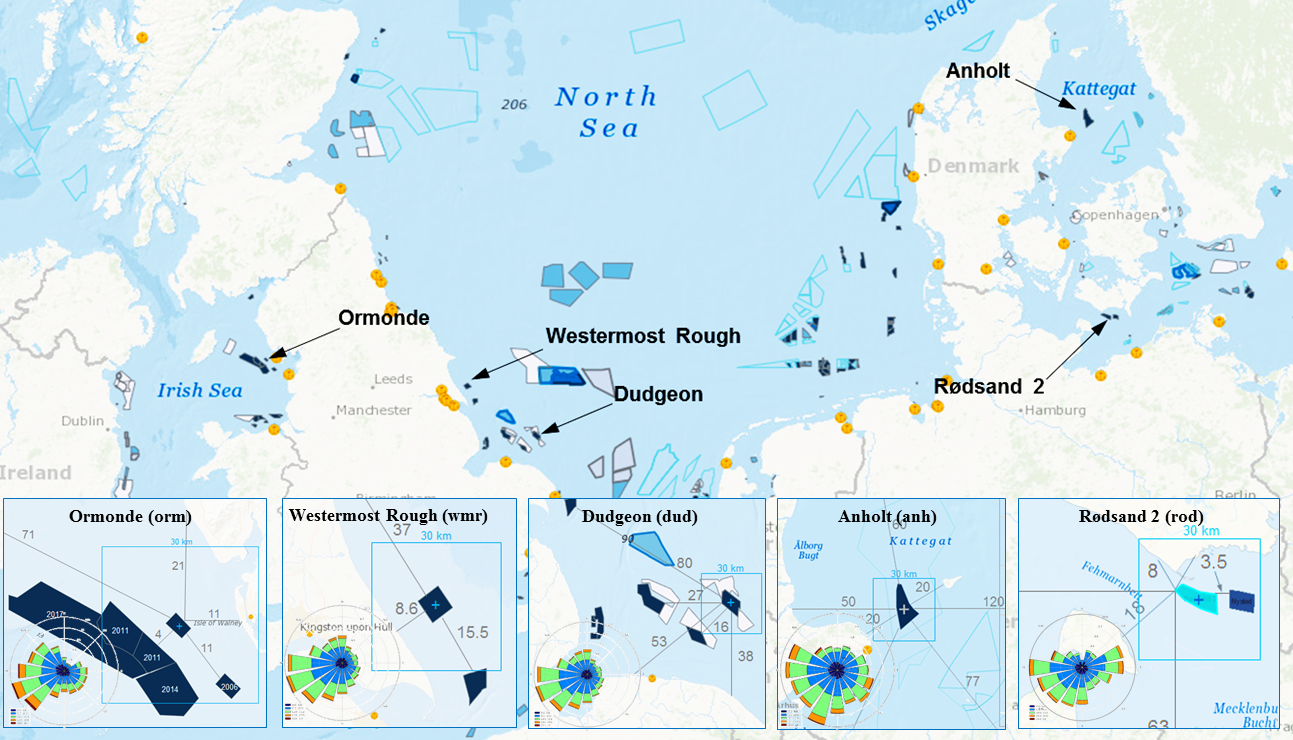 Skage
Anholt
Kattegat
North
Sea
206
Denmark
Copenhagen
Ormonde
Westermost Rough
Irish Sea
Leeds
Manchester
Dudgeon
Rødsand 2
Hamburg
Dublin
Ireland
Birmingham
Berlin
Ormonde (orm)
71
30 km
21
2017
2011
4
11
Isle of Walney
2011
11
2014
2006
Westermost Rough (wmr)
37
30 km
8.6
Kingston upon Hull
15.5
Dudgeon (dud)
90
80
30 km
27
16
53
38
Anholt (anh)
60
Kattegat
Ålborg
Bugt
30 km
50
20
120
20
77
Rødsand 2 (rod)
30 km
Fehmarnbelt
8
3.5
18
63
Mecklenbu
Bucht